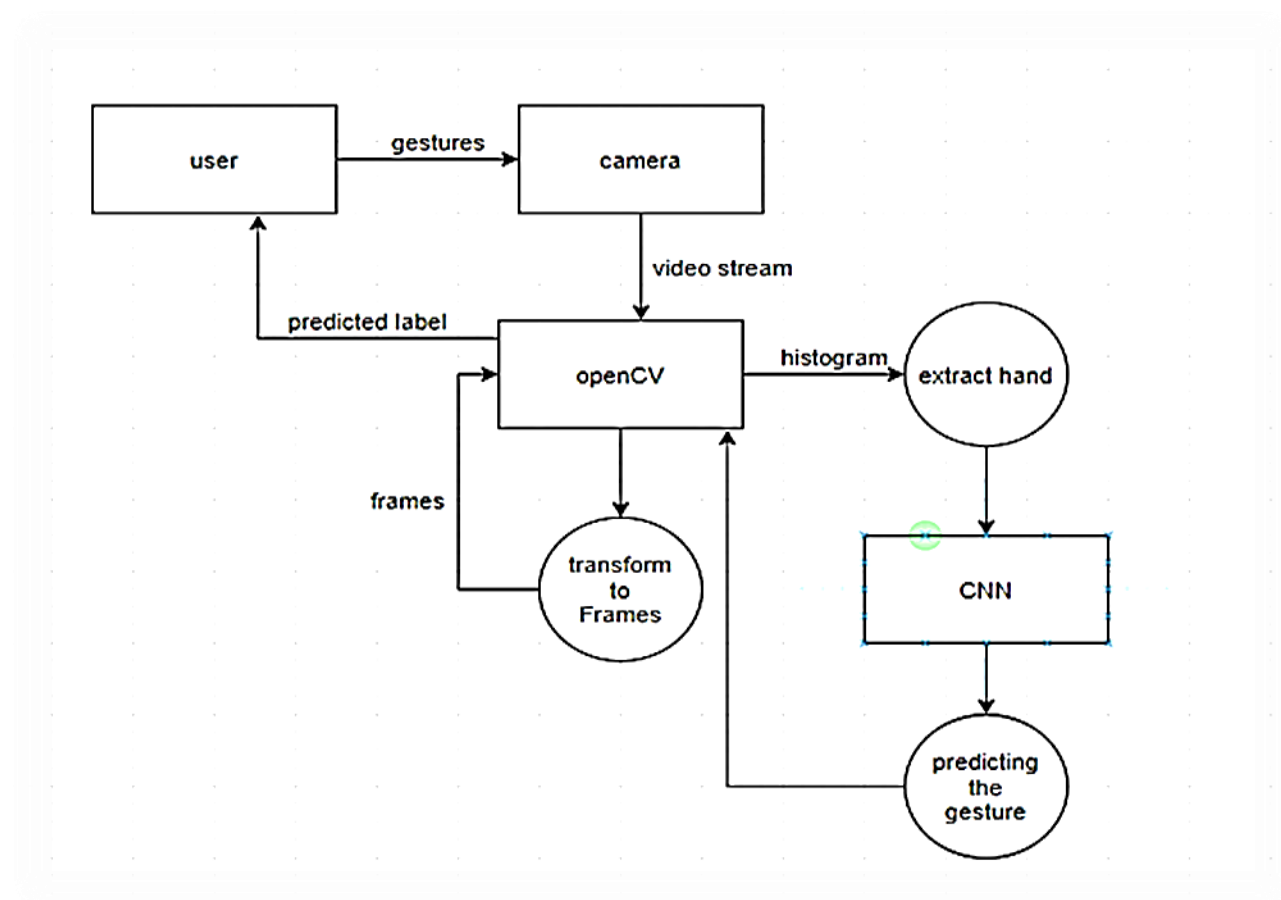 user
gestures
camera
video stream
predicted label
openCV
histogram
extract hand
frames
transform
to
Frames
CNN
predicting
the
gesture